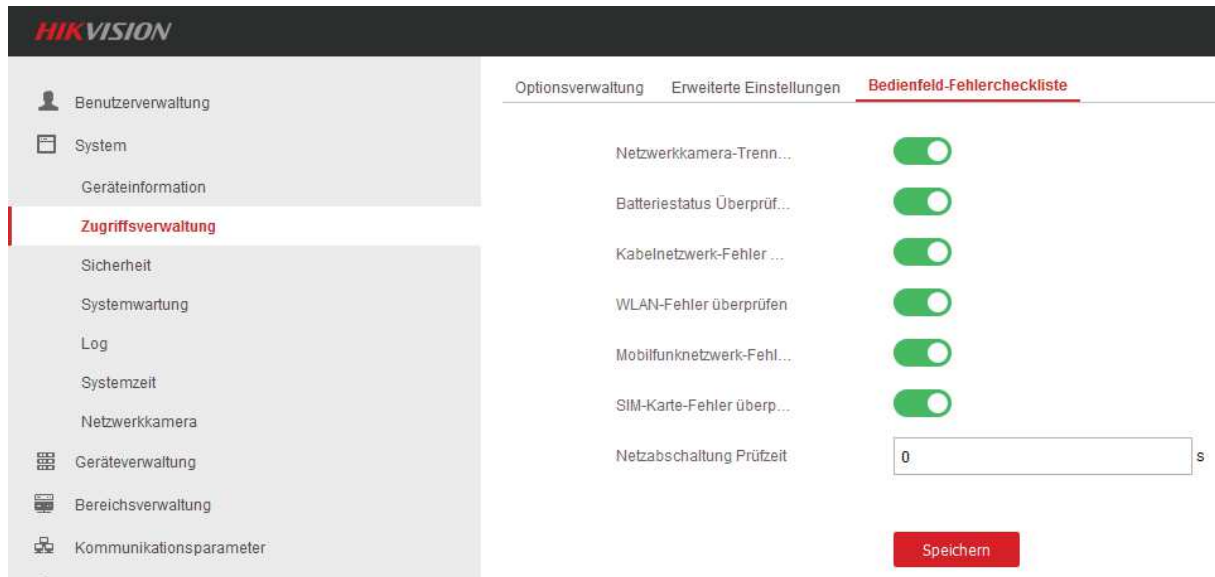 HIKVISION
Benutzerverwaltung
System
Geräteinformation
Zugriffsverwaltung
Sicherheit
Systemwartung
Log
Systemzeit
Netzwerkkamera
Geräteverwaltung
Bereichsverwaltung
Kommunikationsparameter
Optionsverwaltung Erweiterte Einstellungen Bedienfeld-Fehlercheckliste
Netzwerkkamera-Trenn...
Batteriestatus Überprüf...
Kabelnetzwerk-Fehler ...
WLAN-Fehler überprüfen
Mobilfunknetzwerk-Fehl...
SIM-Karte-Fehler überp...
Netzabschaltung Prüfzeit 0 s
Speichern